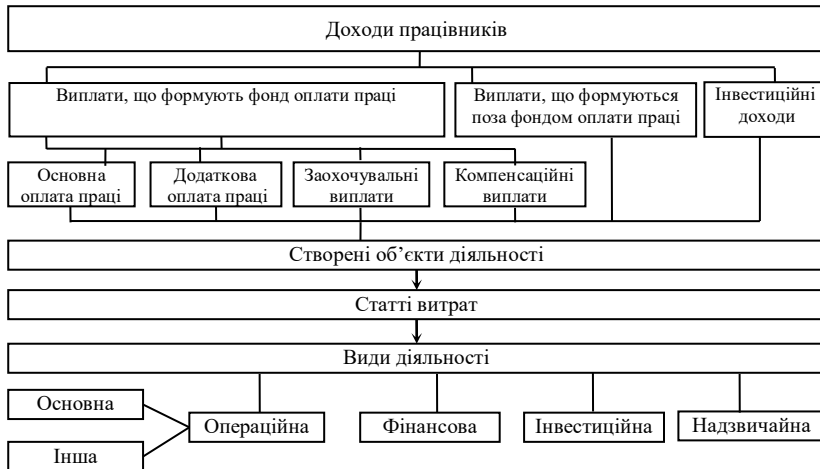 Доходи працівників
Виплати, що формують фонд оплати праці
Виплати, що формуються
поза фондом оплати праці
Інвестиційні
доходи
Основна
оплата праці
Додаткова
оплата праці
Заохочувальні
виплати
Компенсаційні
виплати
Створені об’єкти діяльності
Статті витрат
Види діяльності
Основна
Інша
Операційна
Фінансова
Інвестиційна
Надзвичайна